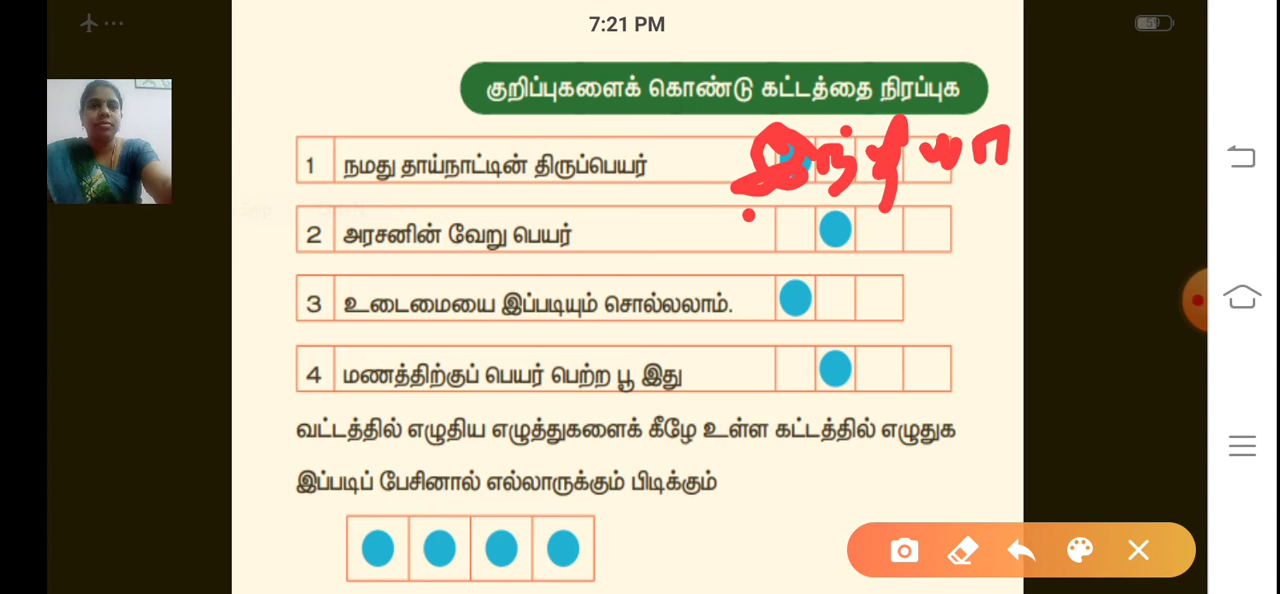 7:21 PM
59
குறிப்புகளைக் கொண்டு கட்டத்தை நிரப்புக
1 நமது தாய்நாட்டின் திருப்பெயர் இந்தியா
2 அரசனின் வேறு பெயர்
3 உடைமையை இப்படியும் சொல்லலாம்.
4 மணத்திற்குப் பெயர் பெற்ற பூ இது
வட்டத்தில் எழுதிய எழுத்துகளைக் கீழே உள்ள கட்டத்தில் எழுதுக
இப்படிப் பேசினால் எல்லாருக்கும் பிடிக்கும்